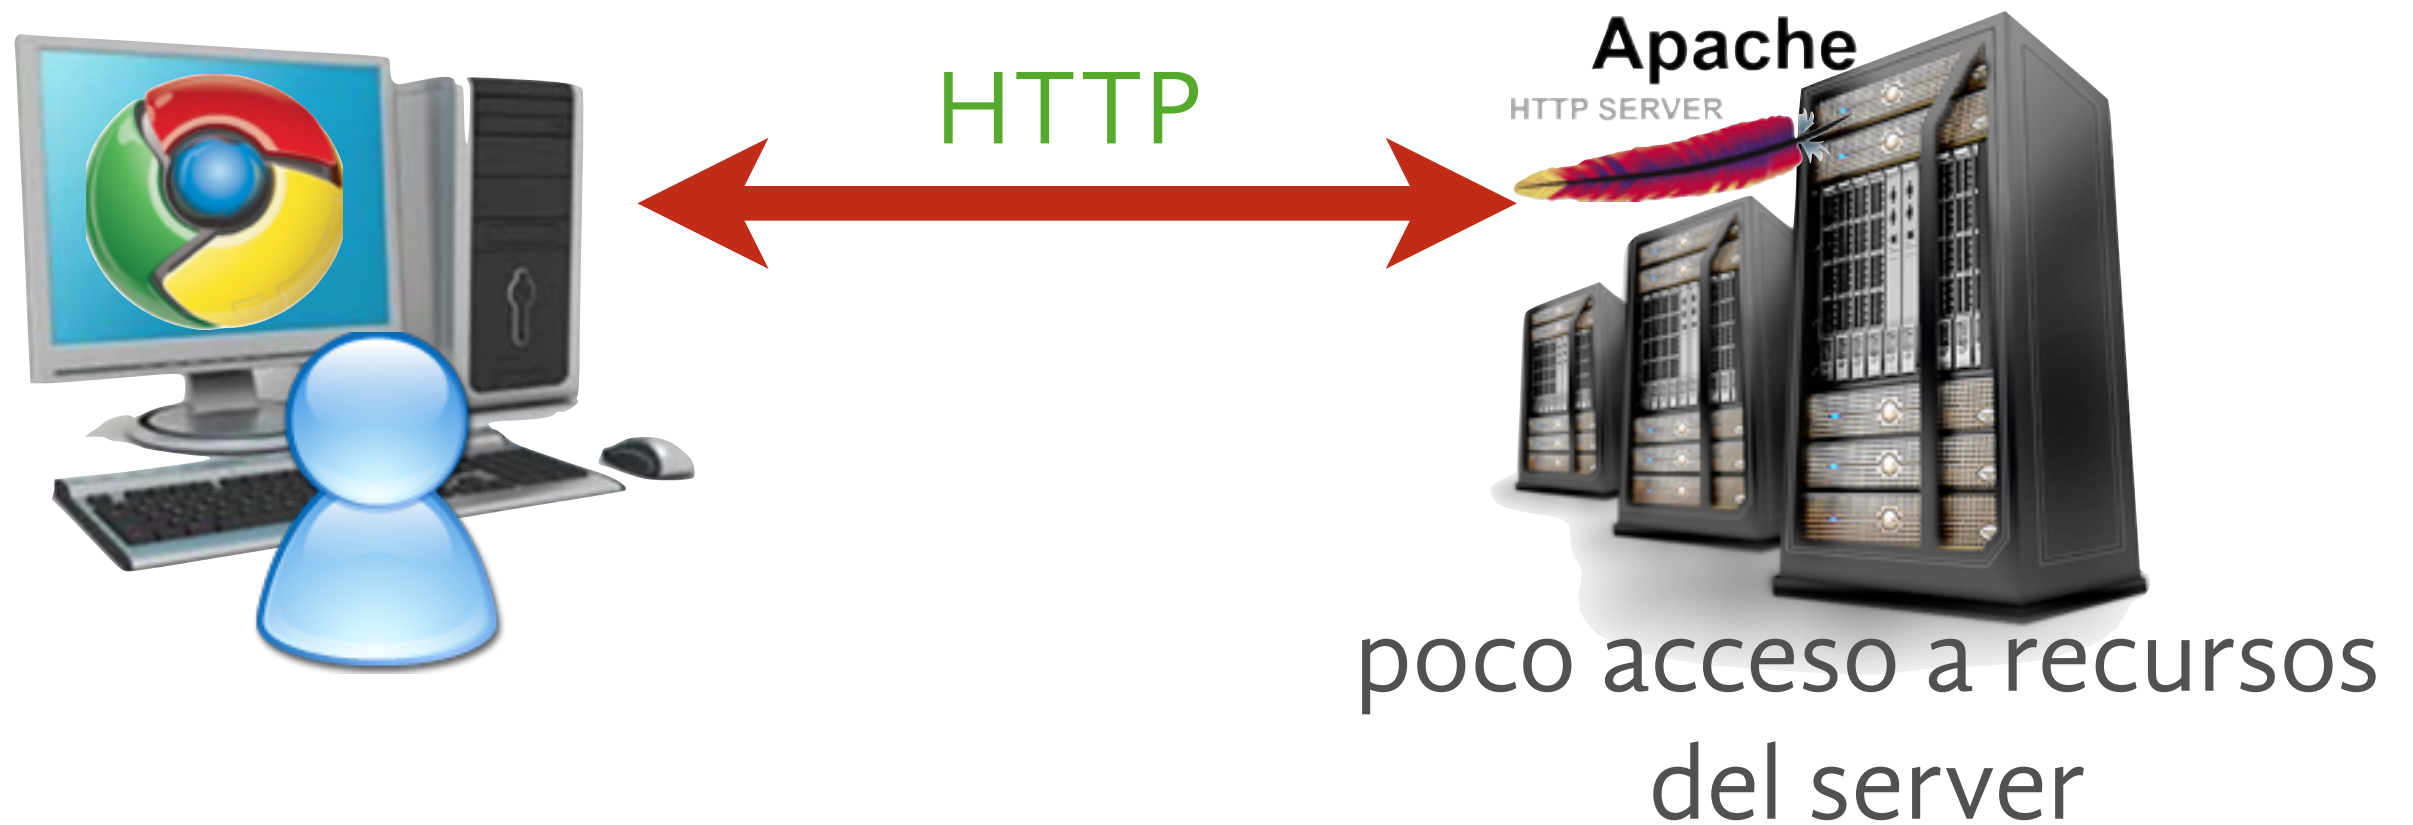 HTTP
Apache
HTTP SERVER
poco acceso a recursos
del server